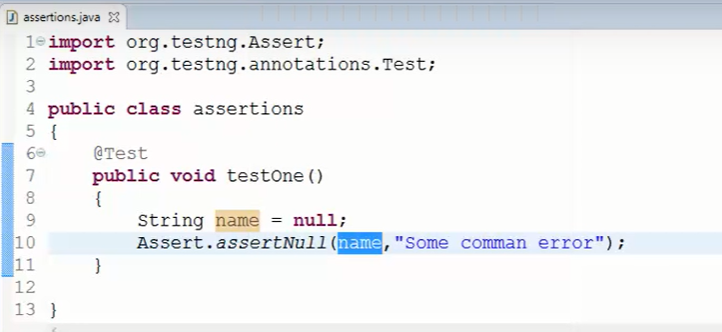 assertions.java
1 import org.testng.Assert;
2 import org.testng.annotations.Test;
3
4 public class assertions
5 {
6 @Test
7 public void testOne()
8 {
9 String name = null;
10 Assert.assertNull(name,"Some comman error");
11 }
12
13 }